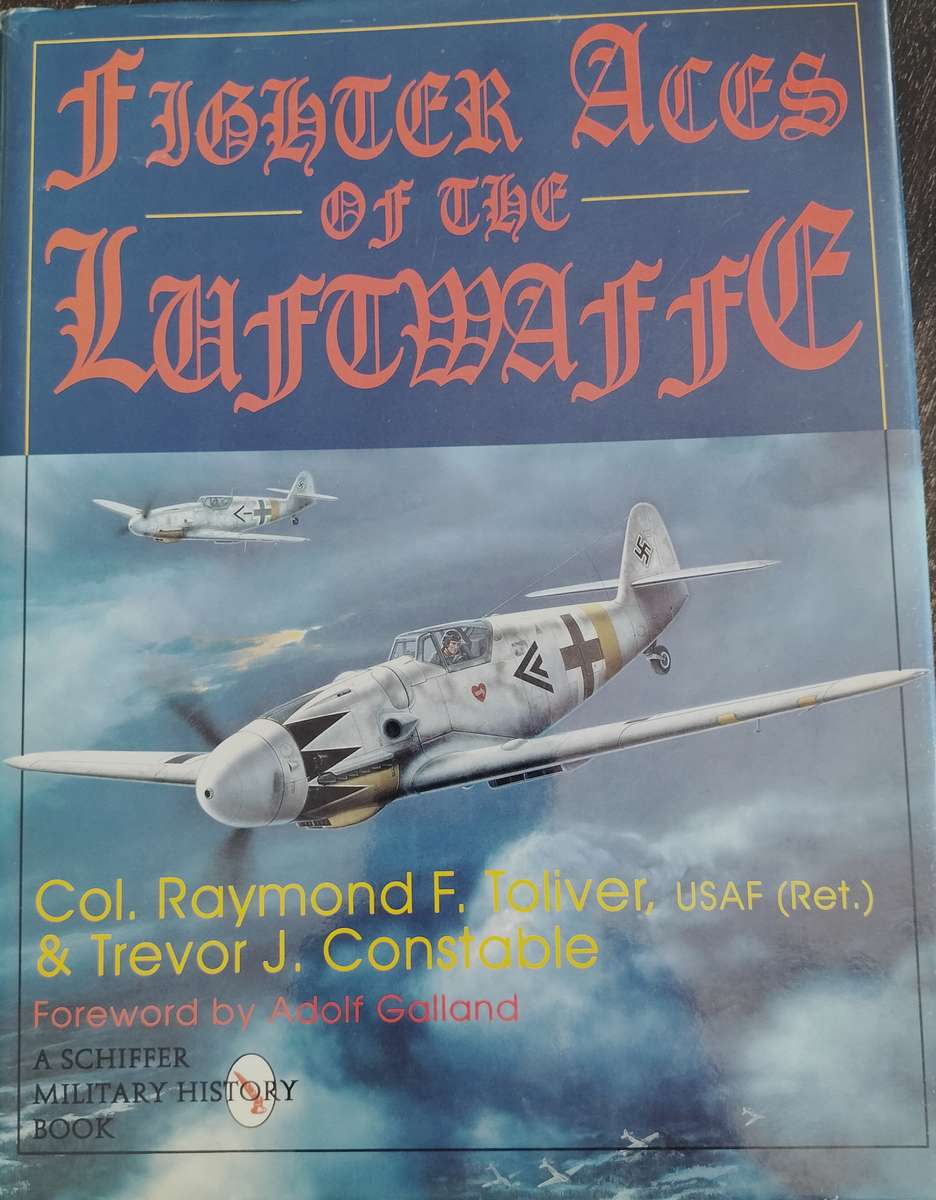 FIGHTER ACES
OF THE
LUFTWAFFE
Col. Raymond F. Toliver, USAF (Ret.)
& Trevor J. Constable
Foreword by Adolf Galland
A SCHIFFER
MILITARY HISTORY
BOOK